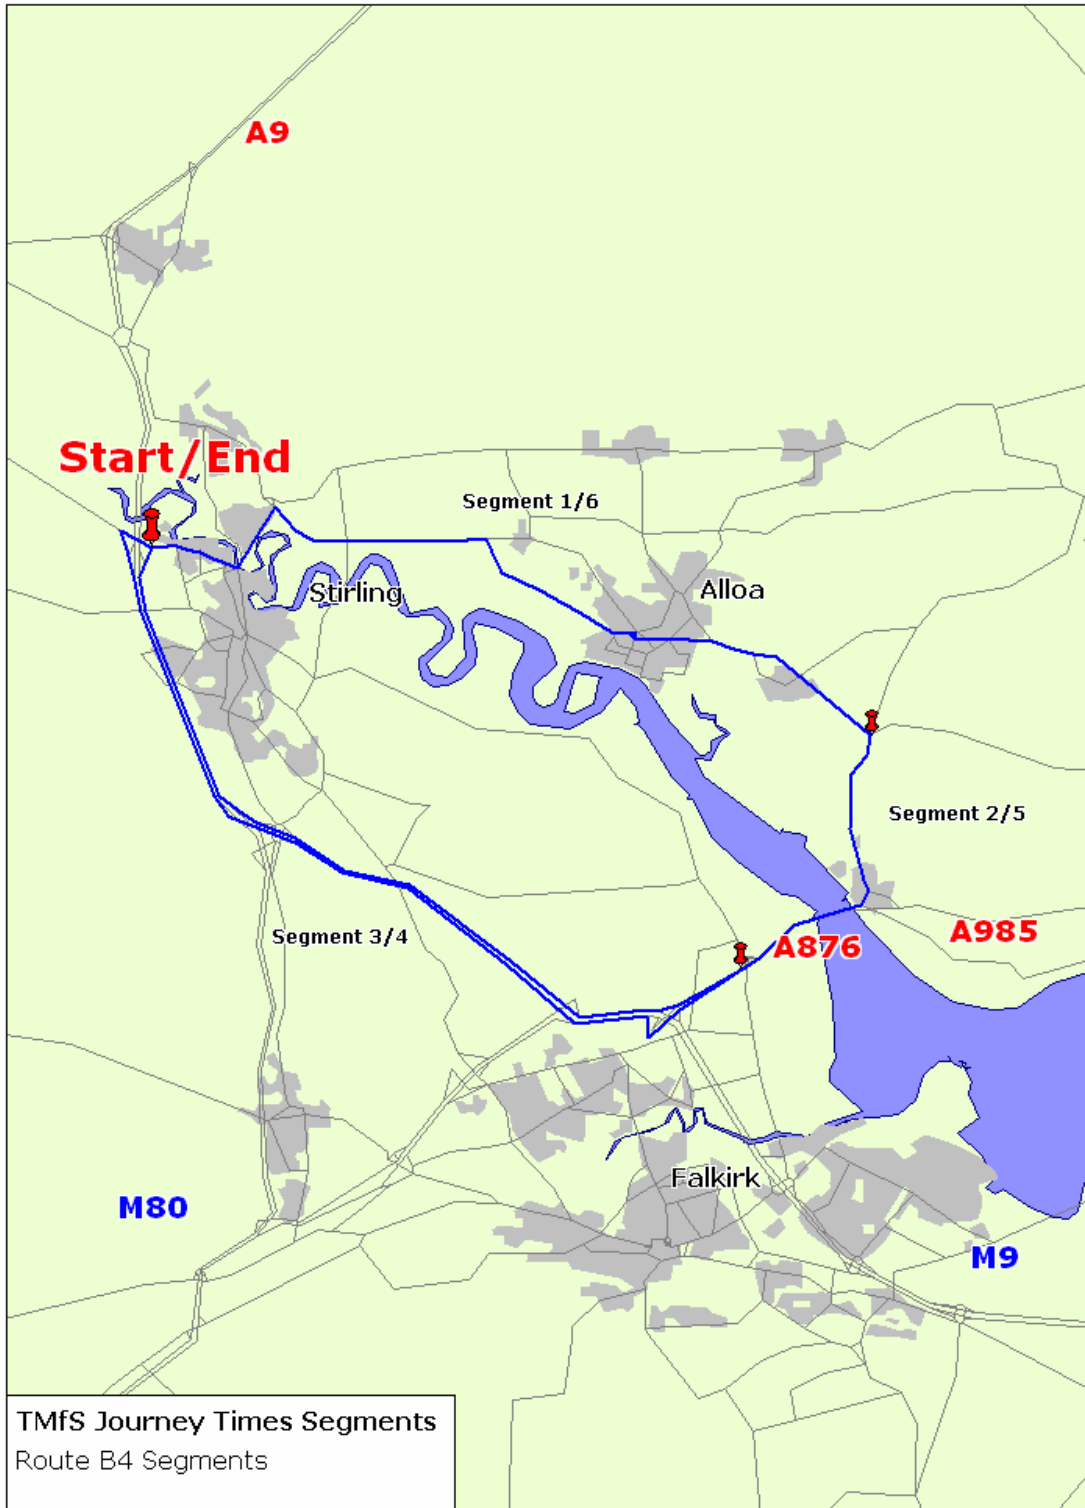 A9
Start/End
Segment 1/6
Stirling
Alloa
Segment 2/5
Segment 3/4
A876
A985
Falkirk
M80
M9
TMfS Journey Times Segments
Route B4 Segments